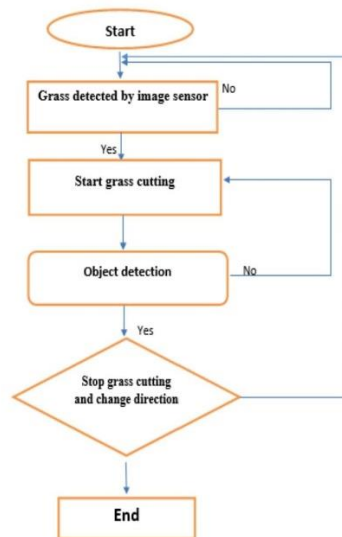 Start
Grass detected by image sensor
No
Yes
Start grass cutting
Object detection
No
Yes
Stop grass cutting
and change direction
End